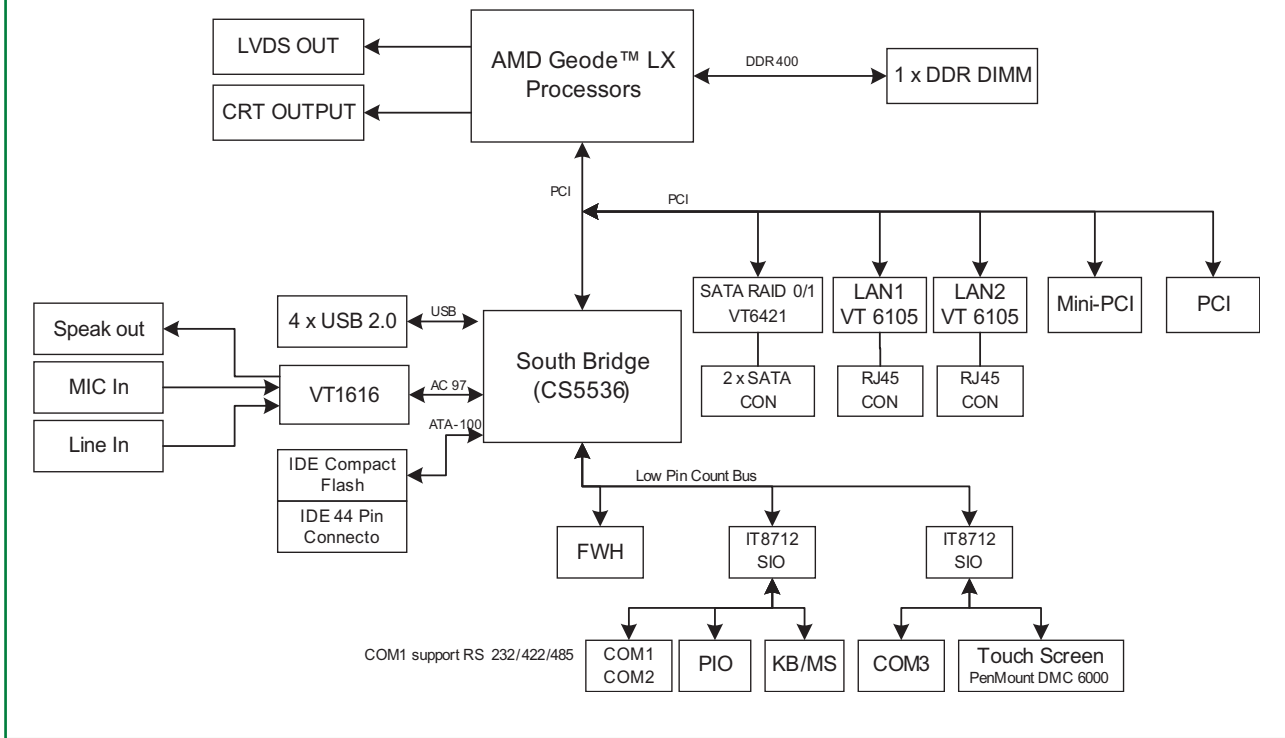 LVDS OUT
AMD Geode™ LX
Processors
DDR400
1 x DDR DIMM
CRT OUTPUT
PCI
PCI
SATA RAID 0/1
VT6421
LAN1
VT 6105
LAN2
VT 6105
Mini-PCI
PCI
2 x SATA
CON
RJ45
CON
RJ45
CON
4 x USB 2.0
USB
Speak out
MIC In
Line In
VT1616
AC 97
South Bridge
(CS5536)
ATA-100
IDE Compact
Flash
IDE 44 Pin
Connecto
Low Pin Count Bus
FWH
IT8712
SIO
IT8712
SIO
COM1 support RS 232/422/485
COM1
COM2
PIO
KB/MS
COM3
Touch Screen
PenMount DMC 6000